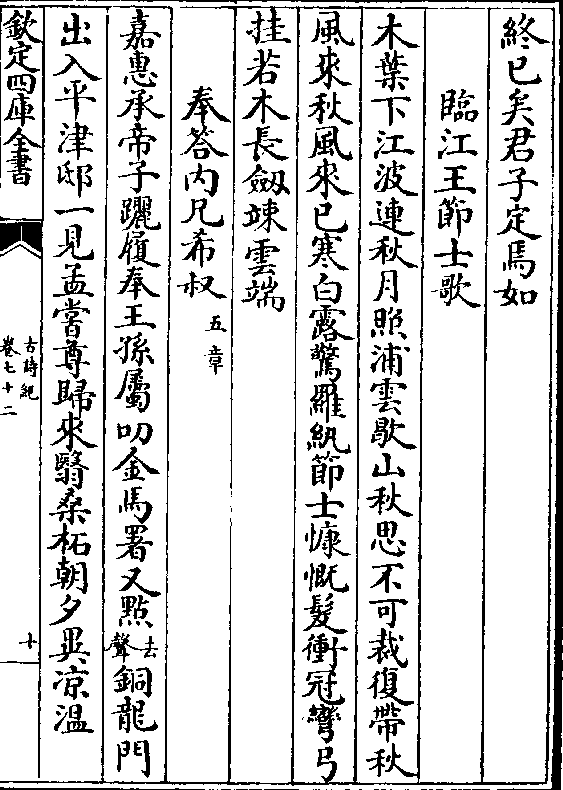 終已矣君子定焉如
臨江王節士歌
木葉下江波連秋月照浦雲歇山秋思不可裁復帶秋
風來秋風來已寒白露驚羅紈節士慷慨髮衝冠彎弓
挂若木長劔竦雲端
奉答内兄希叔五章
嘉惠承帝子躧履奉王孫屬叨金馬署又點去聲銅龍門
出入平津邸一見孟嘗尊歸來翳桑柘朝夕異凉温
欽定四庫全書
古詩紀
卷七十二
十